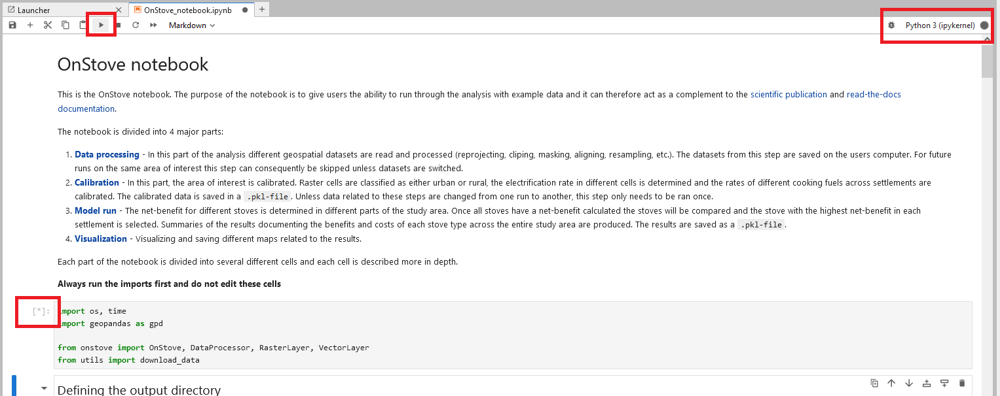 Launcher
OnStove_notebook.ipynb
Markdown
Python 3 (ipykernel)
OnStove notebook
This is the OnStove notebook. The purpose of the notebook is to give users the ability to run through the analysis with example data and it can therefore act as a complement to the scientific publication and read-the-docs
documentation.
The notebook is divided into 4 major parts:
1. Data processing - In this part of the analysis different geospatial datasets are read and processed (reprojecting, cliping, masking, aligning, resampling, etc.). The datasets from this step are saved on the users computer. For future
runs on the same area of interest this step can consequently be skipped unless datasets are switched.
2. Calibration - In this part, the area of interest is calibrated. Raster cells are classified as either urban or rural, the electrification rate in different cells is determined and the rates of different cooking fuels across settlements are
calibrated. The calibrated data is saved in a .pkl-file. Unless data related to these steps are changed from one run to another, this step only needs to be ran once.
3. Model run - The net-benefit for different stoves is determined in different parts of the study area. Once all stoves have a net-benefit calculated the stoves will be compared and the stove with the highest net-benefit in each
settlement is selected. Summaries of the results documenting the benefits and costs of each stove type across the entire study area are produced. The results are saved as a .pkl-file.
4. Visualization - Visualizing and saving different maps related to the results.
Each part of the notebook is divided into several different cells and each cell is described more in depth.
Always run the imports first and do not edit these cells
[*]: import os, time
import geopandas as gpd
from onstove import OnStove, DataProcessor, RasterLayer, VectorLayer
from utils import download_data
Defining the output directory